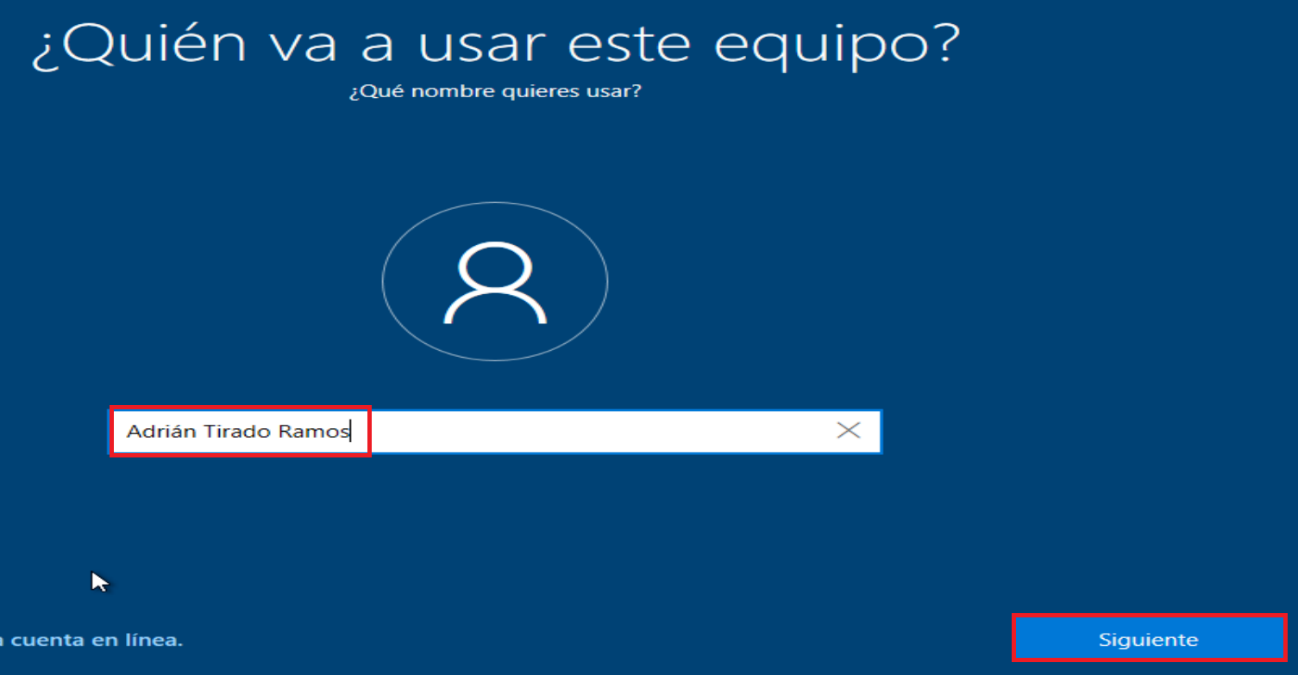 ¿Quién va a usar este equipo?
¿Qué nombre quieres usar?
Adrián Tirado Ramos
cuenta en línea.
Siguiente